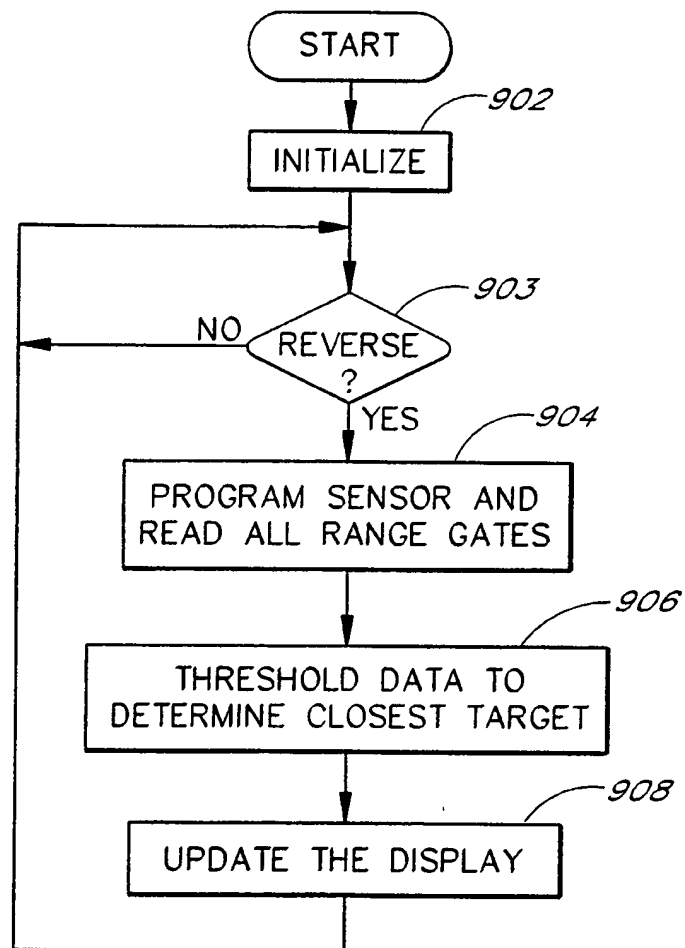 START
902
INITIALIZE
903
NO
REVERSE
?
YES
904
PROGRAM SENSOR AND
READ ALL RANGE GATES
906
THRESHOLD DATA TO
DETERMINE CLOSEST TARGET
908
UPDATE THE DISPLAY